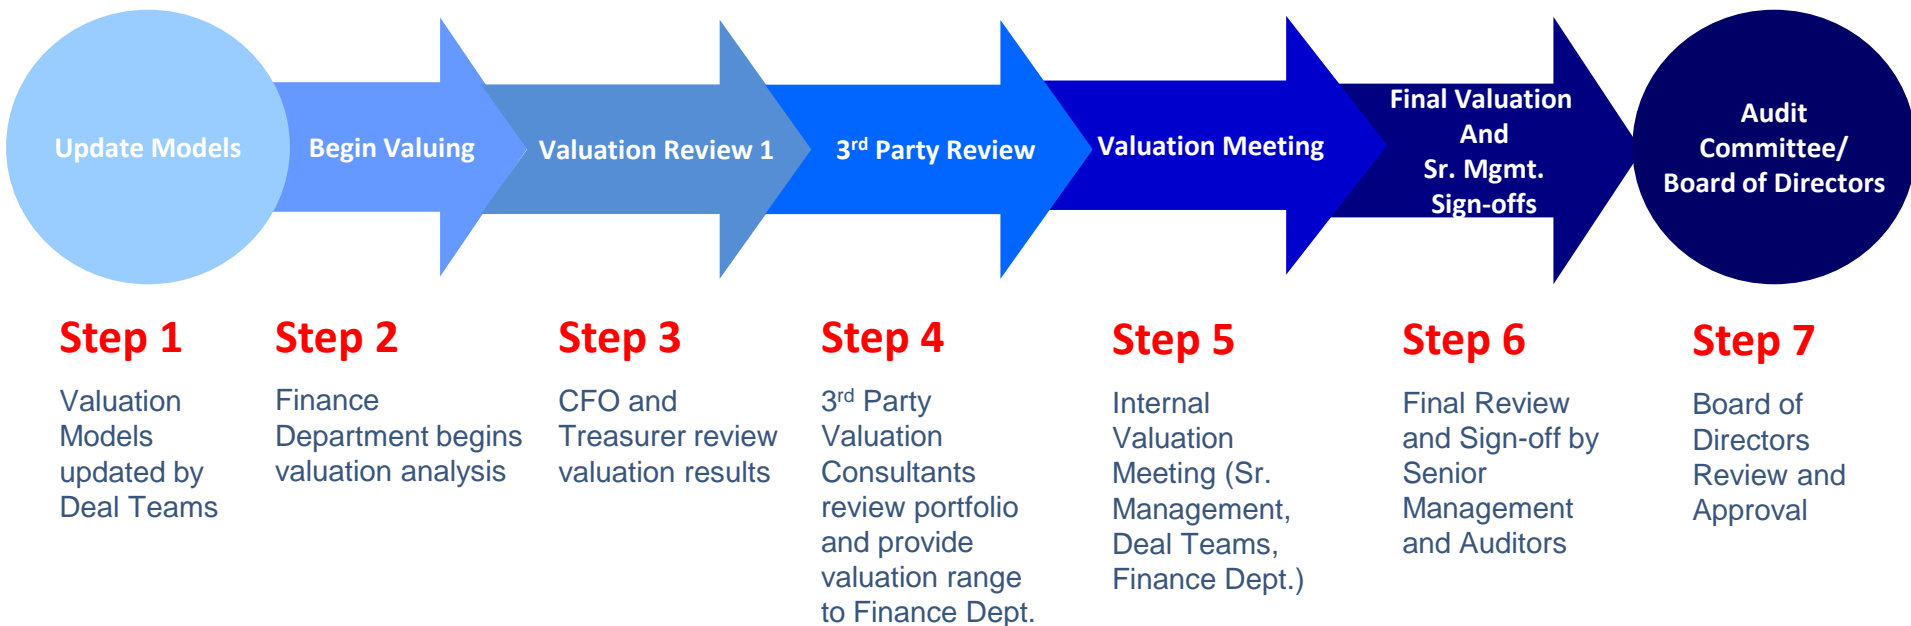 Update Models
Begin Valuing
Valuation Review 1
3rd Party Review
Valuation Meeting
Final Valuation
And
Sr. Mgmt.
Sign-offs
Audit
Committee/
Board of Directors
Step 1
Valuation
Models
updated by
Deal Teams
Step 2
Finance
Department begins
valuation analysis
Step 3
CFO and
Treasurer review
valuation results
Step 4
3rd Party
Valuation
Consultants
review portfolio
and provide
valuation range
to Finance Dept.
Step 5
Internal
Valuation
Meeting (Sr.
Management,
Deal Teams,
Finance Dept.)
Step 6
Final Review
and Sign-off by
Senior
Management
and Auditors
Step 7
Board of
Directors
Review and
Approval